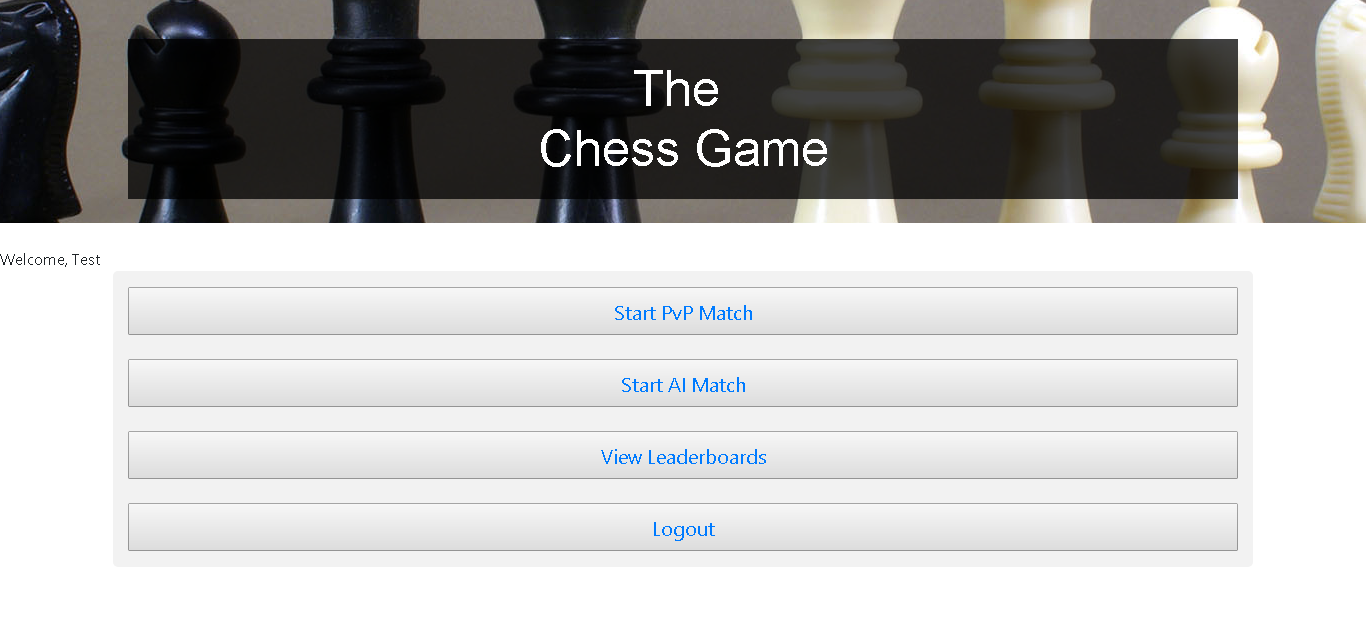 The
Chess Game
Welcome, Test
Start PvP Match
Start AI Match
View Leaderboards
Logout